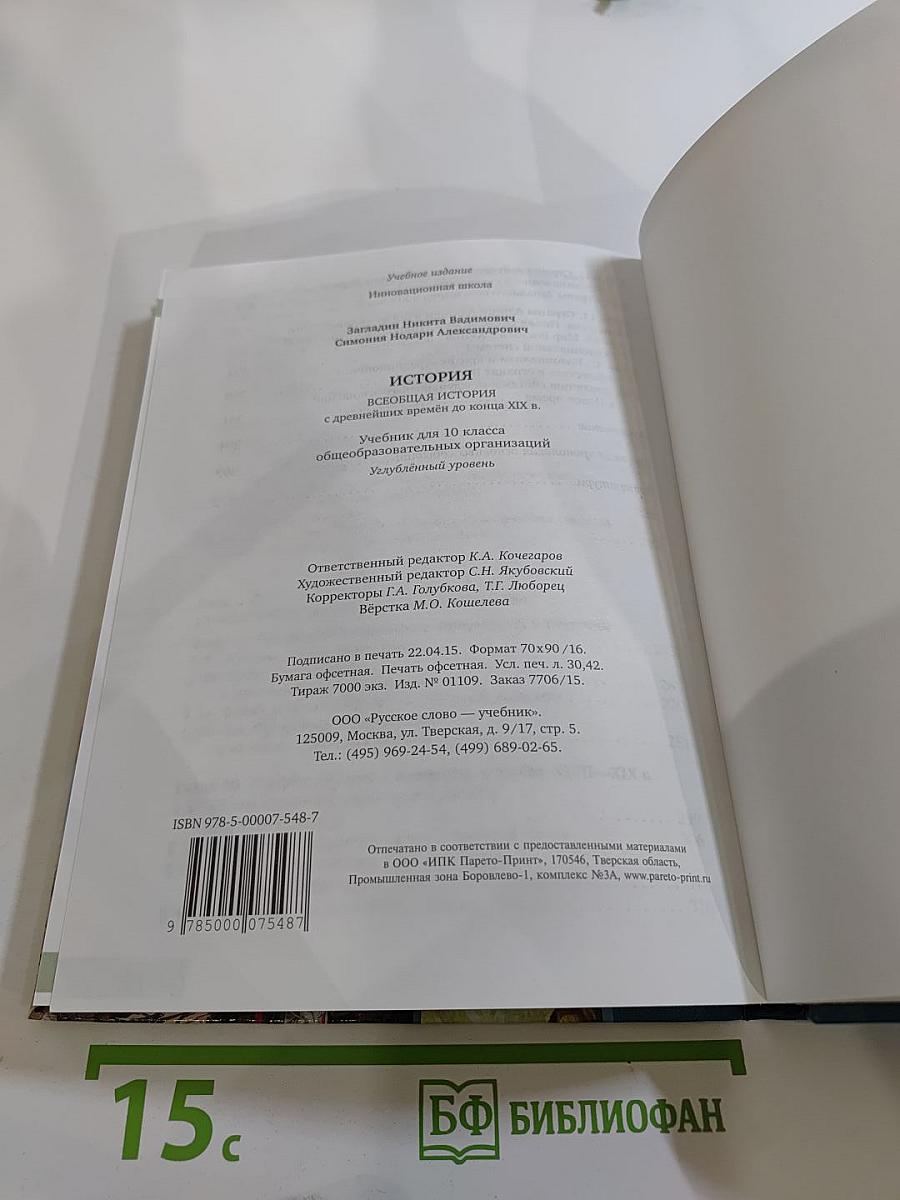 Учебное издание
Инновационная школа
Загладин Никита Вадимович
Симония Нодари Александрович
ИСТОРИЯ
ВСЕОБЩАЯ ИСТОРИЯ
с древнейших времён до конца XIX в.
Учебник для 10 класса
общеобразовательных организаций
Углублённый уровень
Ответственный редактор К.А. Кочегаров
Художественный редактор С.Н. Якубовский
Корректоры Г.А. Голубкова, Т.Г. Люборец
Вёрстка М.О. Кошелева
Подписано в печать 22.04.15. Формат 70х90 /16.
Бумага офсетная. Печать офсетная. Усл. печ. л. 30,42.
Тираж 7000 экз. Изд. № 01109. Заказ 7706/15.
ООО «Русское слово — учебник».
125009, Москва, ул. Тверская, д. 9/17, стр. 5.
Тел.: (495) 969-24-54, (499) 689-02-65.
ISBN 978-5-00007-548-7
9 785000 075487
Отпечатано в соответствии с предоставленными материалами
в ООО «ИПК Парето-Принт», 170546, Тверская область,
Промышленная зона Боровлево-1, комплекс №3А, www.pareto-print.ru
15 с
БФ БИБЛИОФАН